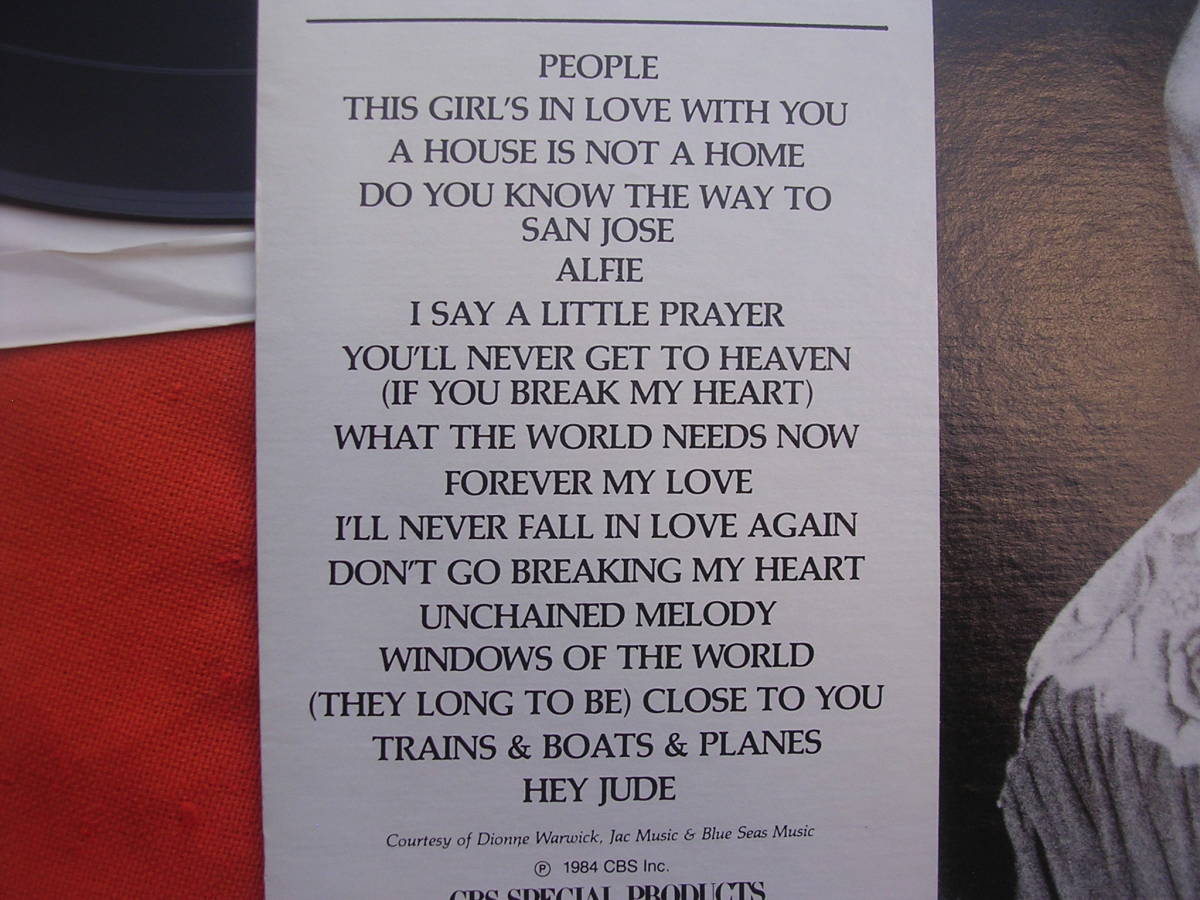 PEOPLE
THIS GIRL'S IN LOVE WITH YOU
A HOUSE IS NOT A HOME
DO YOU KNOW THE WAY TO
SAN JOSE
ALFIE
I SAY A LITTLE PRAYER
YOU'LL NEVER GET TO HEAVEN
(IF YOU BREAK MY HEART)
WHAT THE WORLD NEEDS NOW
FOREVER MY LOVE
I'LL NEVER FALL IN LOVE AGAIN
DON'T GO BREAKING MY HEART
UNCHAINED MELODY
WINDOWS OF THE WORLD
(THEY LONG TO BE) CLOSE TO YOU
TRAINS & BOATS & PLANES
HEY JUDE
Courtesy of Dionne Warwick, Jac Music & Blue Seas Music
℗ 1984 CBS Inc.
CBS SPECIAL PRODUCTS